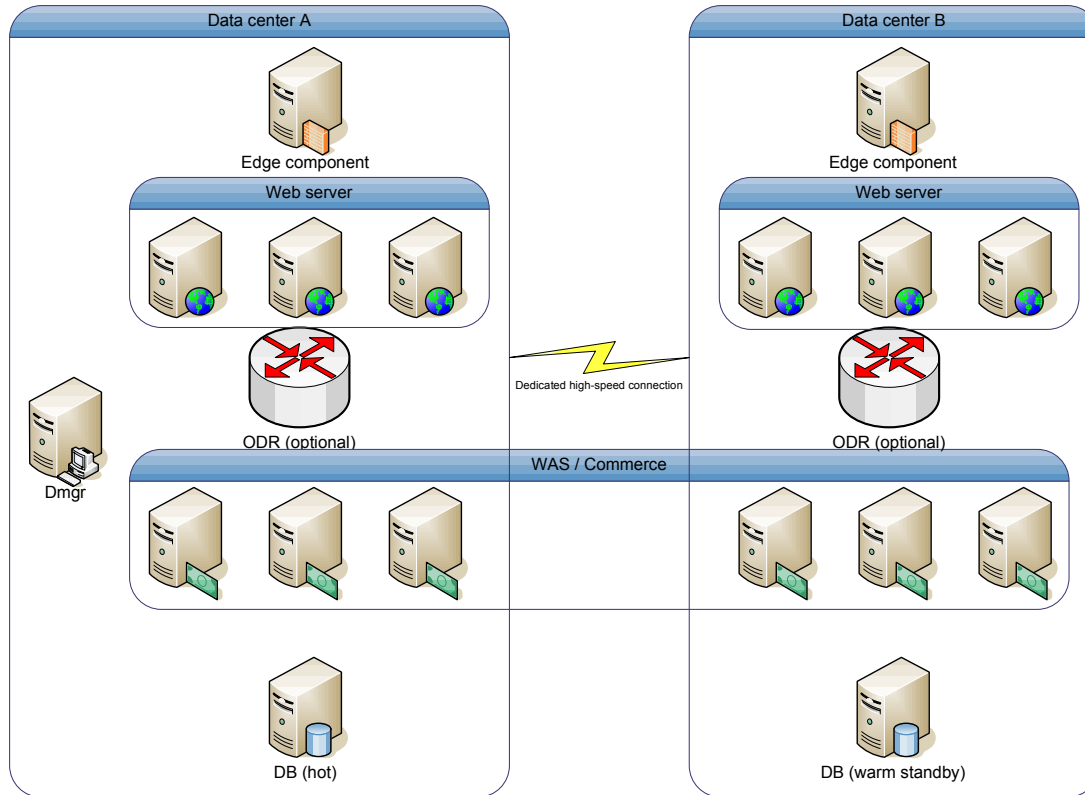 Data center A
Data center B
Edge component
Edge component
Web server
Web server
Dedicated high-speed connection
ODR (optional)
ODR (optional)
WAS / Commerce
Dmgr
DB (hot)
DB (warm standby)